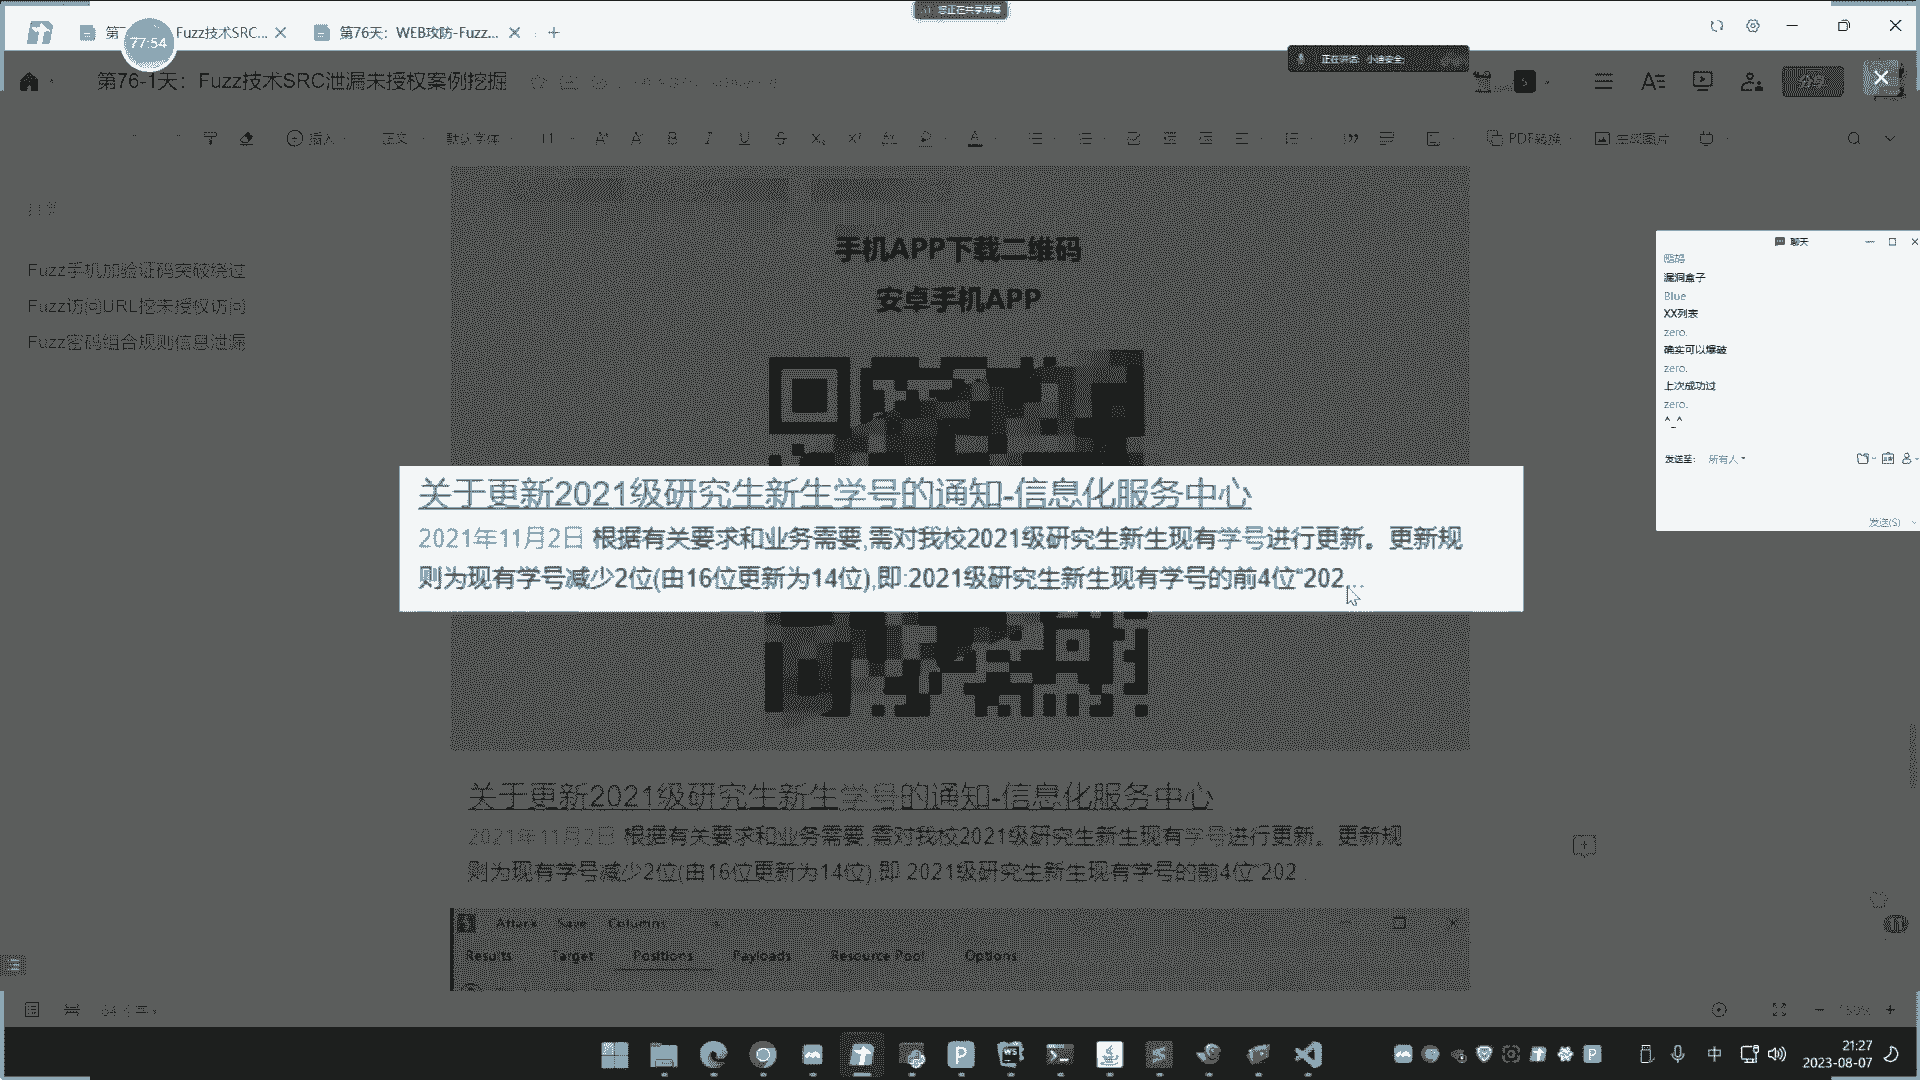 您正在共享屏幕
第
77:54
Fuzz技术SRC...
第76天：WEB攻防-Fuzz...
正在讲话: 小迪安全;
第76-1天：Fuzz技术SRC泄漏未授权案例挖掘
分享
插入
正文
默认字体
11
PDF转换
生成图片
目录
Fuzz手机加验证码突破绕过
Fuzz访问URL挖未授权访问
Fuzz密码组合规则信息泄漏
手机APP下载二维码
安卓手机APP
关于更新2021级研究生新生学号的通知-信息化服务中心
2021年11月2日 根据有关要求和业务需要,需对我校2021级研究生新生现有学号进行更新。更新规
则为现有学号减少2位(由16位更新为14位),即:2021级研究生新生现有学号的前4位“202...
关于更新2021级研究生新生学号的通知-信息化服务中心
2021年11月2日 根据有关要求和业务需要,需对我校2021级研究生新生现有学号进行更新。更新规
则为现有学号减少2位(由16位更新为14位),即 2021级研究生新生现有学号的前4位“202
Attack Save Columns
Results Target Positions Payloads Resource Pool Options
聊天
漏洞盒子
Blue
XX列表
zero.
确实可以爆破
zero.
上次成功过
zero.
^_^
发送至: 所有人
发送(S)
中
21:27
2023-08-07